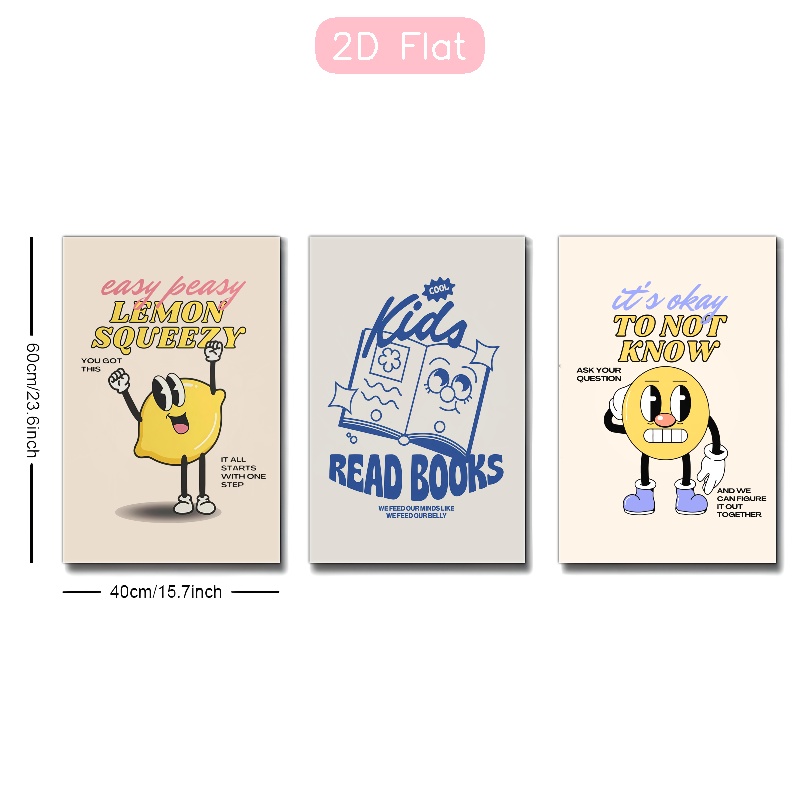 2D Flat
60cm/23.6inch
40cm/15.7inch
easy peasy
LEMON
SQUEEZY
YOU GOT
THIS
IT ALL
STARTS
WITH ONE
STEP
COOL
Kids
READ BOOKS
WE FEED OUR MINDS LIKE
WE FEED OUR BELLY
it's okay
TO NOT
KNOW
ASK YOUR
QUESTION
AND WE
CAN FIGURE
IT OUT
TOGETHER.